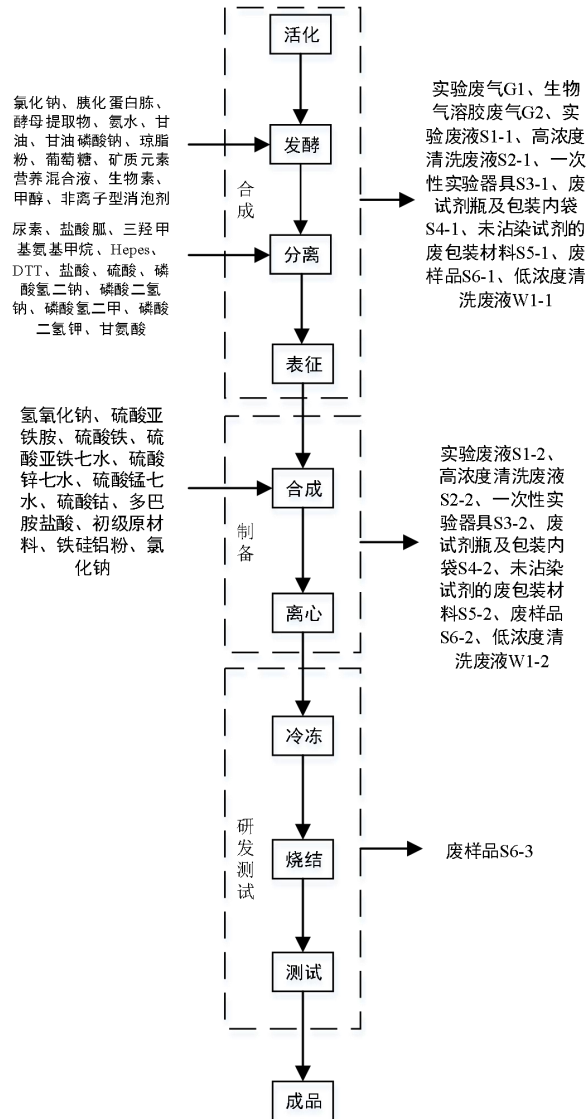 活化
氯化钠、胰化蛋白胨、
酵母提取物、氨水、甘
油、甘油磷酸钠、琼脂
粉、葡萄糖、矿质元素
营养混合液、生物素、
甲醇、非离子型消泡剂
发酵
合成
尿素、盐酸胍、三羟甲
基氨基甲烷、Hepes、
DTT、盐酸、硫酸、磷
酸氢二钠、磷酸二氢
钠、磷酸氢二甲、磷酸
二氢钾、甘氨酸
分离
表征
实验废气G1、生物
气溶胶废气G2、实
验废液S1-1、高浓度
清洗废液S2-1、一次
性实验器具S3-1、废
试剂瓶及包装内袋
S4-1、未沾染试剂的
废包装材料S5-1、废
样品S6-1、低浓度清
洗废液W1-1
氢氧化钠、硫酸亚
铁胺、硫酸铁、硫
酸亚铁七水、硫酸
锌七水、硫酸锰七
水、硫酸钴、多巴
胺盐酸、初级原材
料、铁硅铝粉、氯
化钠
合成
制备
离心
实验废液S1-2、
高浓度清洗废液
S2-2、一次性实
验器具S3-2、废
试剂瓶及包装内
袋S4-2、未沾染
试剂的废包装材
料S5-2、废样品
S6-2、低浓度清
洗废液W1-2
冷冻
研发测试
烧结
废样品S6-3
测试
成品